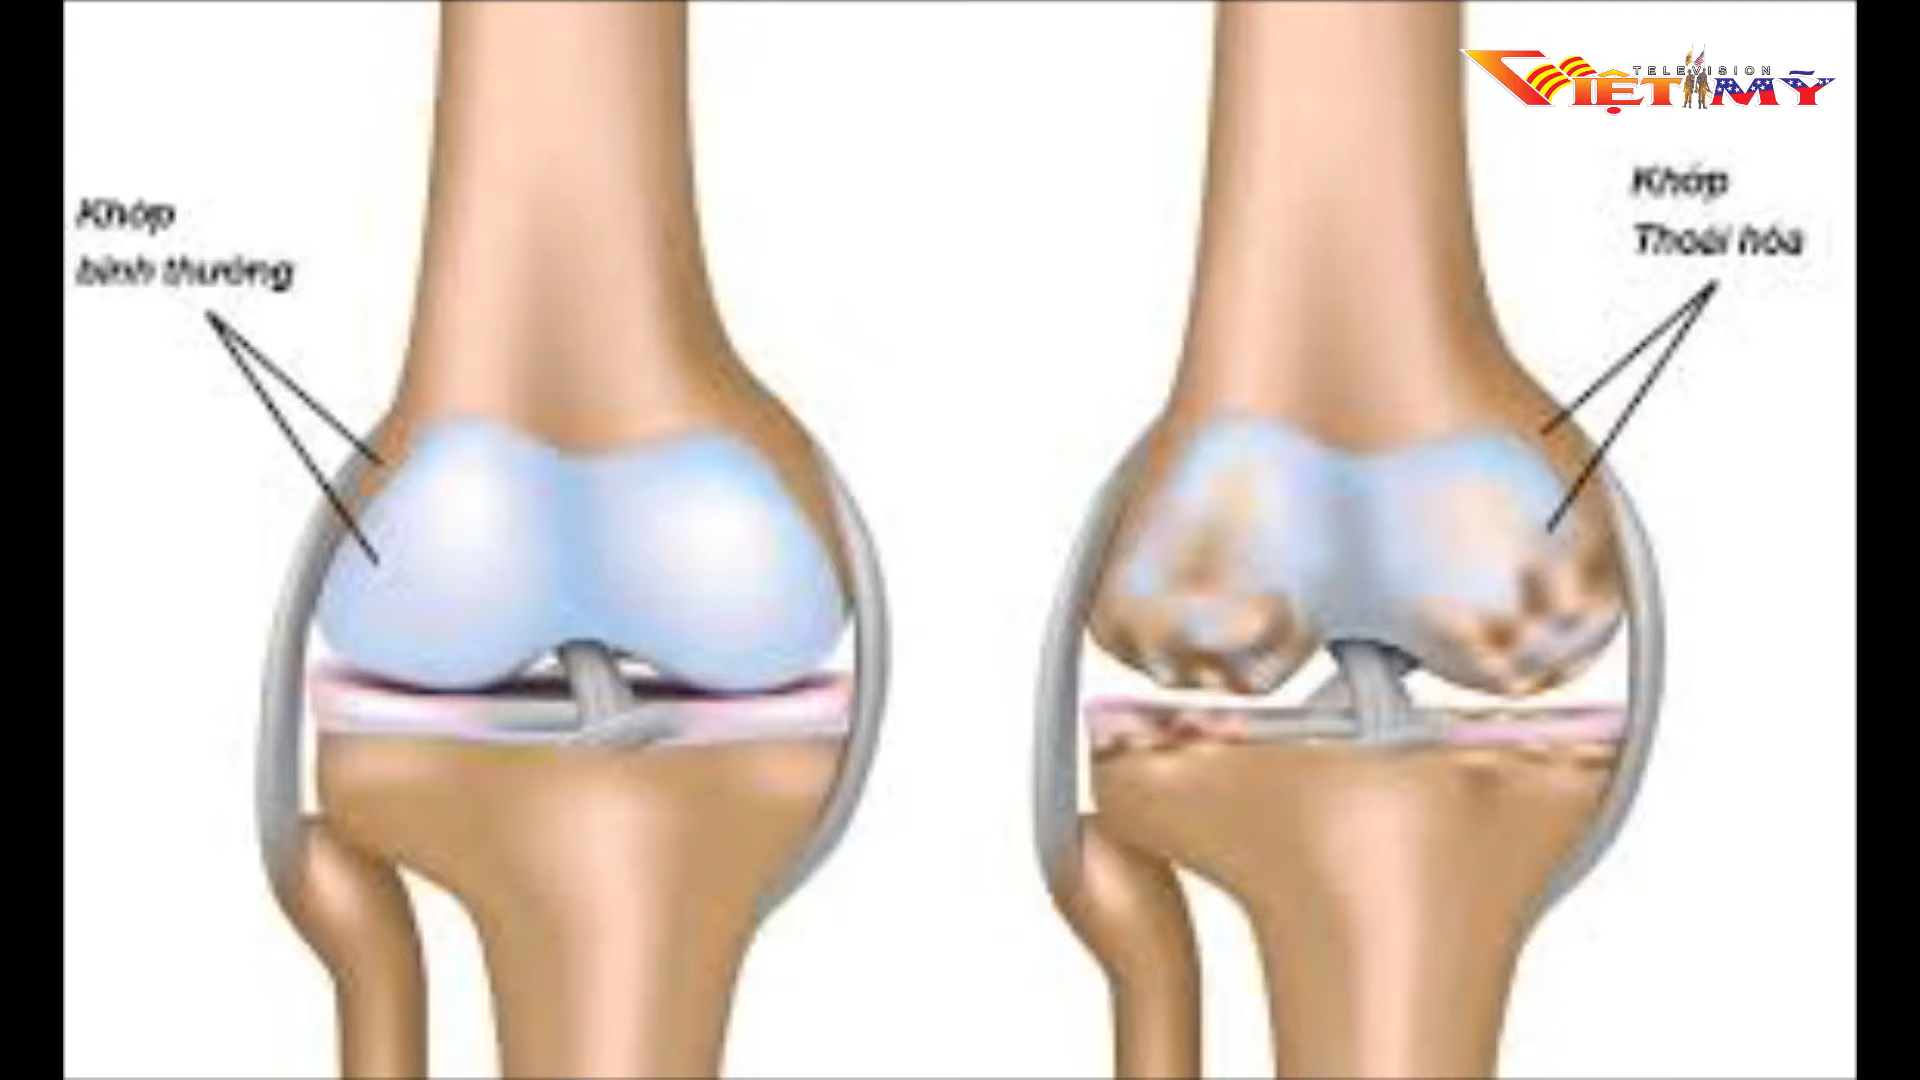 TELEVISION
VIỆT MỸ
Khớp
bình thường
Khớp
Thoái hóa